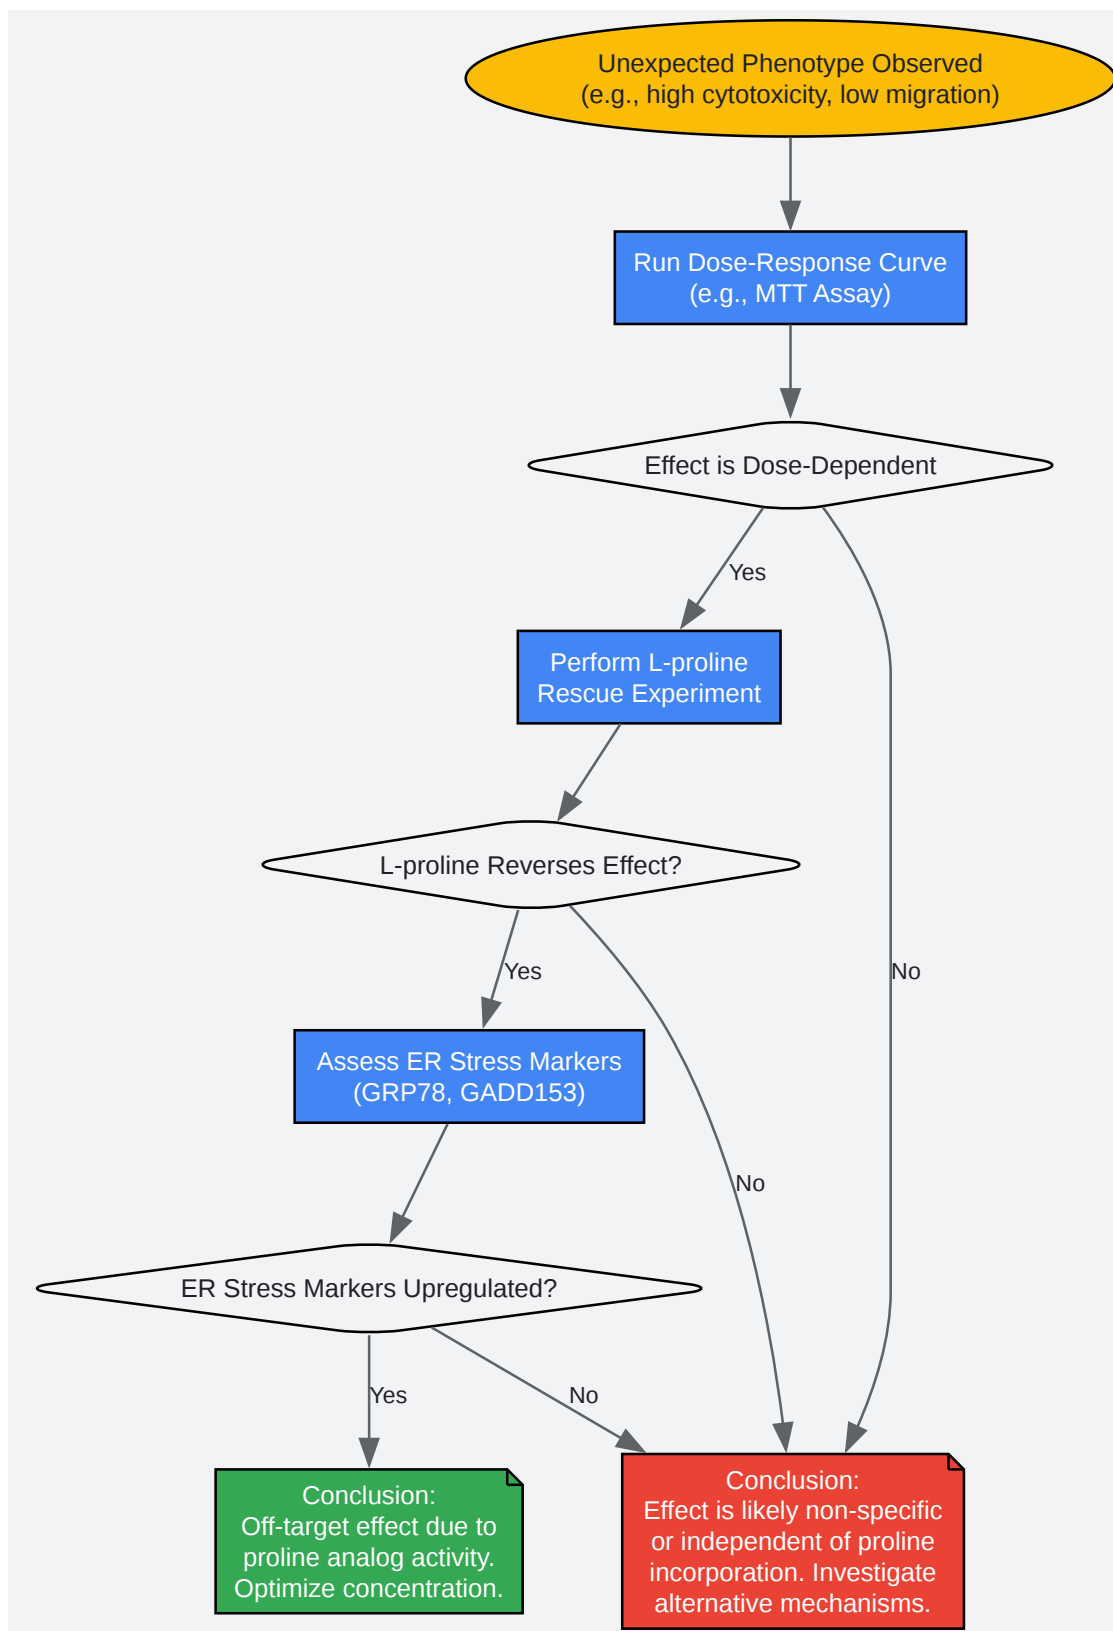 Unexpected Phenotype Observed
(e.g., high cytotoxicity, low migration)
Run Dose-Response Curve
(e.g., MTT Assay)
Effect is Dose-Dependent
Yes
Perform L-proline
Rescue Experiment
L-proline Reverses Effect?
Yes
No
Assess ER Stress Markers
(GRP78, GADD153)
No
ER Stress Markers Upregulated?
Yes
No
Conclusion:
Off-target effect due to
proline analog activity.
Optimize concentration.
Conclusion:
Effect is likely non-specific
or independent of proline
incorporation. Investigate
alternative mechanisms.